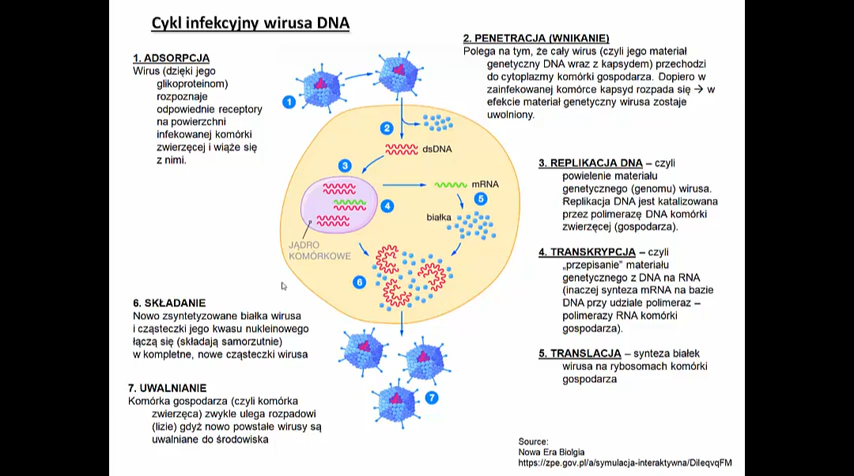 Cykl infekcyjny wirusa DNA
1. ADSORPCJA
Wirus (dzięki jego
glikoproteinom)
rozpoznaje
odpowiednie receptory
na powierzchni
infekowanej komórki
zwierzęcej i wiąże się
z nimi.
2. PENETRACJA (WNIKANIE)
Polega na tym, że cały wirus (czyli jego materiał
genetyczny DNA wraz z kapsydem) przechodzi
do cytoplazmy komórki gospodarza. Dopiero w
zainfekowanej komórce kapsyd rozpada się → w
efekcie materiał genetyczny wirusa zostaje
uwolniony.
1
2
dsDNA
3
mRNA
4
5
białka
JĄDRO
KOMÓRKOWE
6
7
3. REPLIKACJA DNA – czyli
powielenie materiału
genetycznego (genomu) wirusa.
Replikacja DNA jest katalizowana
przez polimerazę DNA komórki
zwierzęcej (gospodarza).
4. TRANSKRYPCJA – czyli
„przepisanie” materiału
genetycznego z DNA na RNA
(inaczej synteza mRNA na bazie
DNA przy udziale polimeraz –
polimerazy RNA komórki
gospodarza).
5. TRANSLACJA – synteza białek
wirusa na rybosomach komórki
gospodarza
6. SKŁADANIE
Nowo zsyntetyzowane białka wirusa
i cząsteczki jego kwasu nukleinowego
łączą się (składają samorzutnie)
w kompletne, nowe cząsteczki wirusa
7. UWALNIANIE
Komórka gospodarza (czyli komórka
zwierzęca) zwykle ulega rozpadowi
(lizie) gdyż nowo powstałe wirusy są
uwalniane do środowiska
Source:
Nowa Era Biolgia
https://zpe.gov.pl/a/symulacja-interaktywna/DileqvqFM